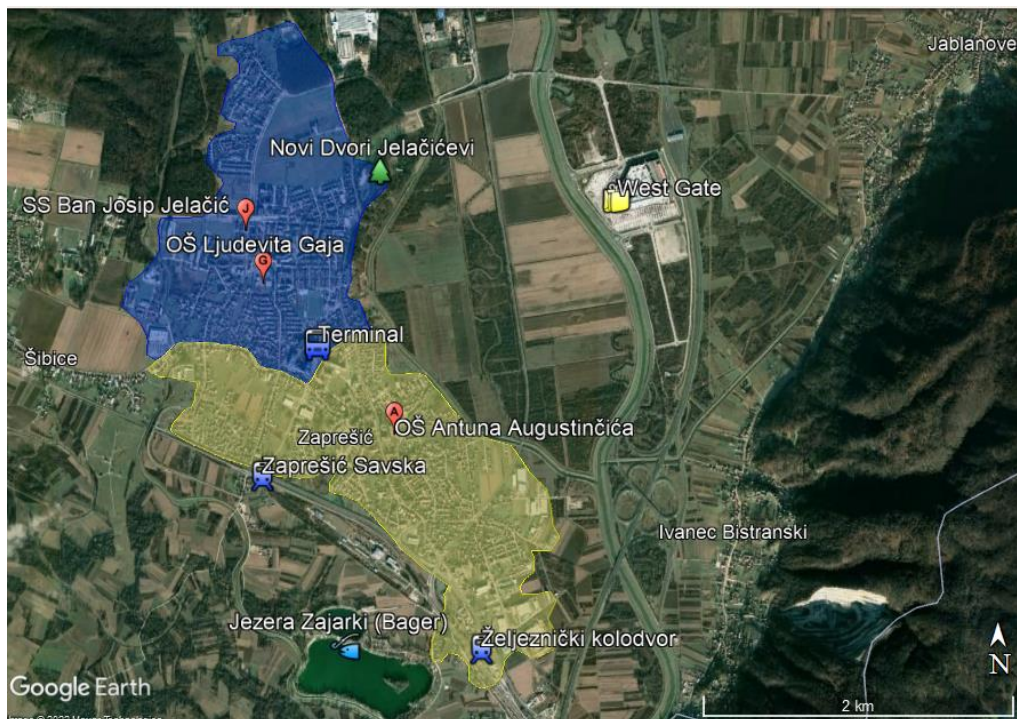 Jablanove
Novi Dvori Jelačićevi
West Gate
SS Ban Josip Jelačić
J
OŠ Ljudevita Gaja
G
Terminal
Šibice
A
OŠ Antuna Augustinčića
Zaprešić
Zaprešić Savska
Ivanec Bistranski
Jezera Zajarki (Bager)
Željeznički kolodvor
N
Google Earth
2 km